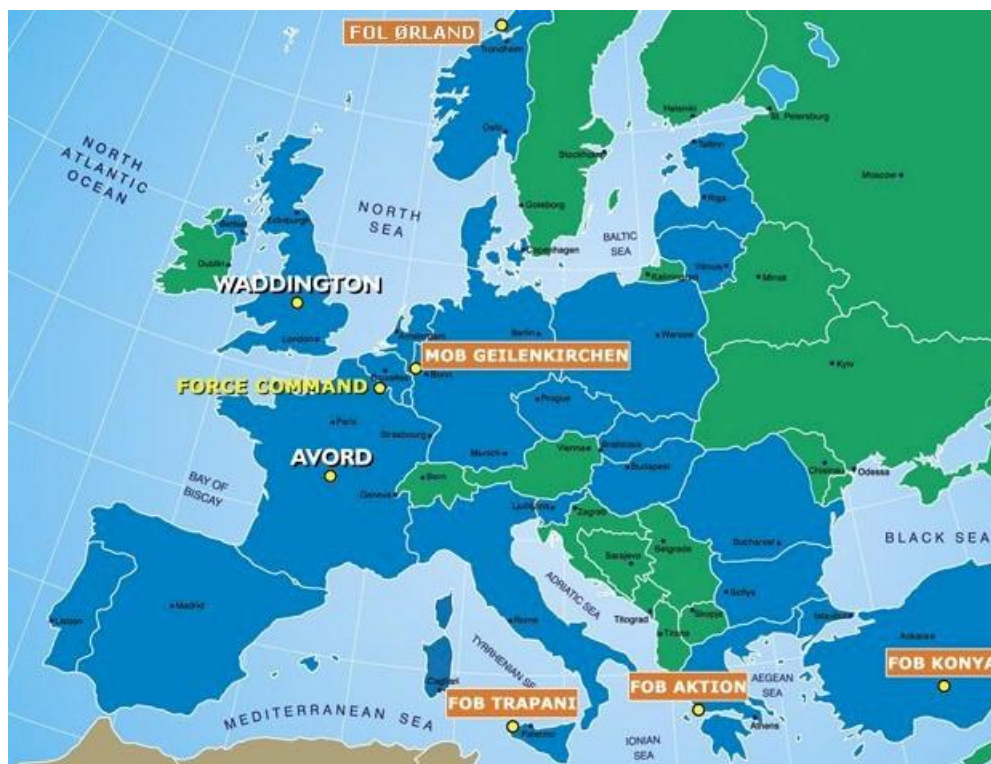 FOL ØRLAND
Trondheim
Helsinki
St. Petersburg
Oslo
Tallinn
Stockholm
NORTH
ATLANTIC
OCEAN
Moscow
Riga
Goteborg
NORTH
SEA
Edinburgh
Belfast
BALTIC
SEA
Copenhagen
Dublin
Vilnius
Kaliningrad
Minsk
WADDINGTON
London
Amsterdam
Berlin
Warsaw
MOB GEILENKIRCHEN
Kyiv
Brussels
Bonn
FORCE COMMAND
Prague
Paris
Strasbourg
Vienna
Bratislava
Munich
AVORD
Budapest
Chisinau
Odessa
Bern
BAY OF
BISCAY
Geneva
Ljubljana
Zagreb
BLACK SEA
Bucharest
Belgrade
Sarajevo
ADRIATIC SEA
Sofiya
Madrid
Skopje
Titograd
Istanbul
Lisbon
Rome
Tirana
Ankara
TYRRHENIAN SE
FOB KONYA
Cagliari
FOB AKTION
AEGEAN
SEA
FOB TRAPANI
MEDITERRANEAN SEA
Athens
Palermo
IONIAN
SEA